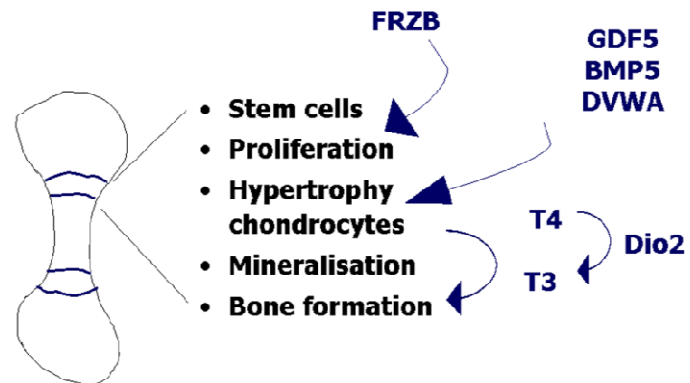 FRZB
GDF5
BMP5
DVWA
• Stem cells
• Proliferation
• Hypertrophy
chondrocytes
• Mineralisation
• Bone formation
T4
Dio2
T3